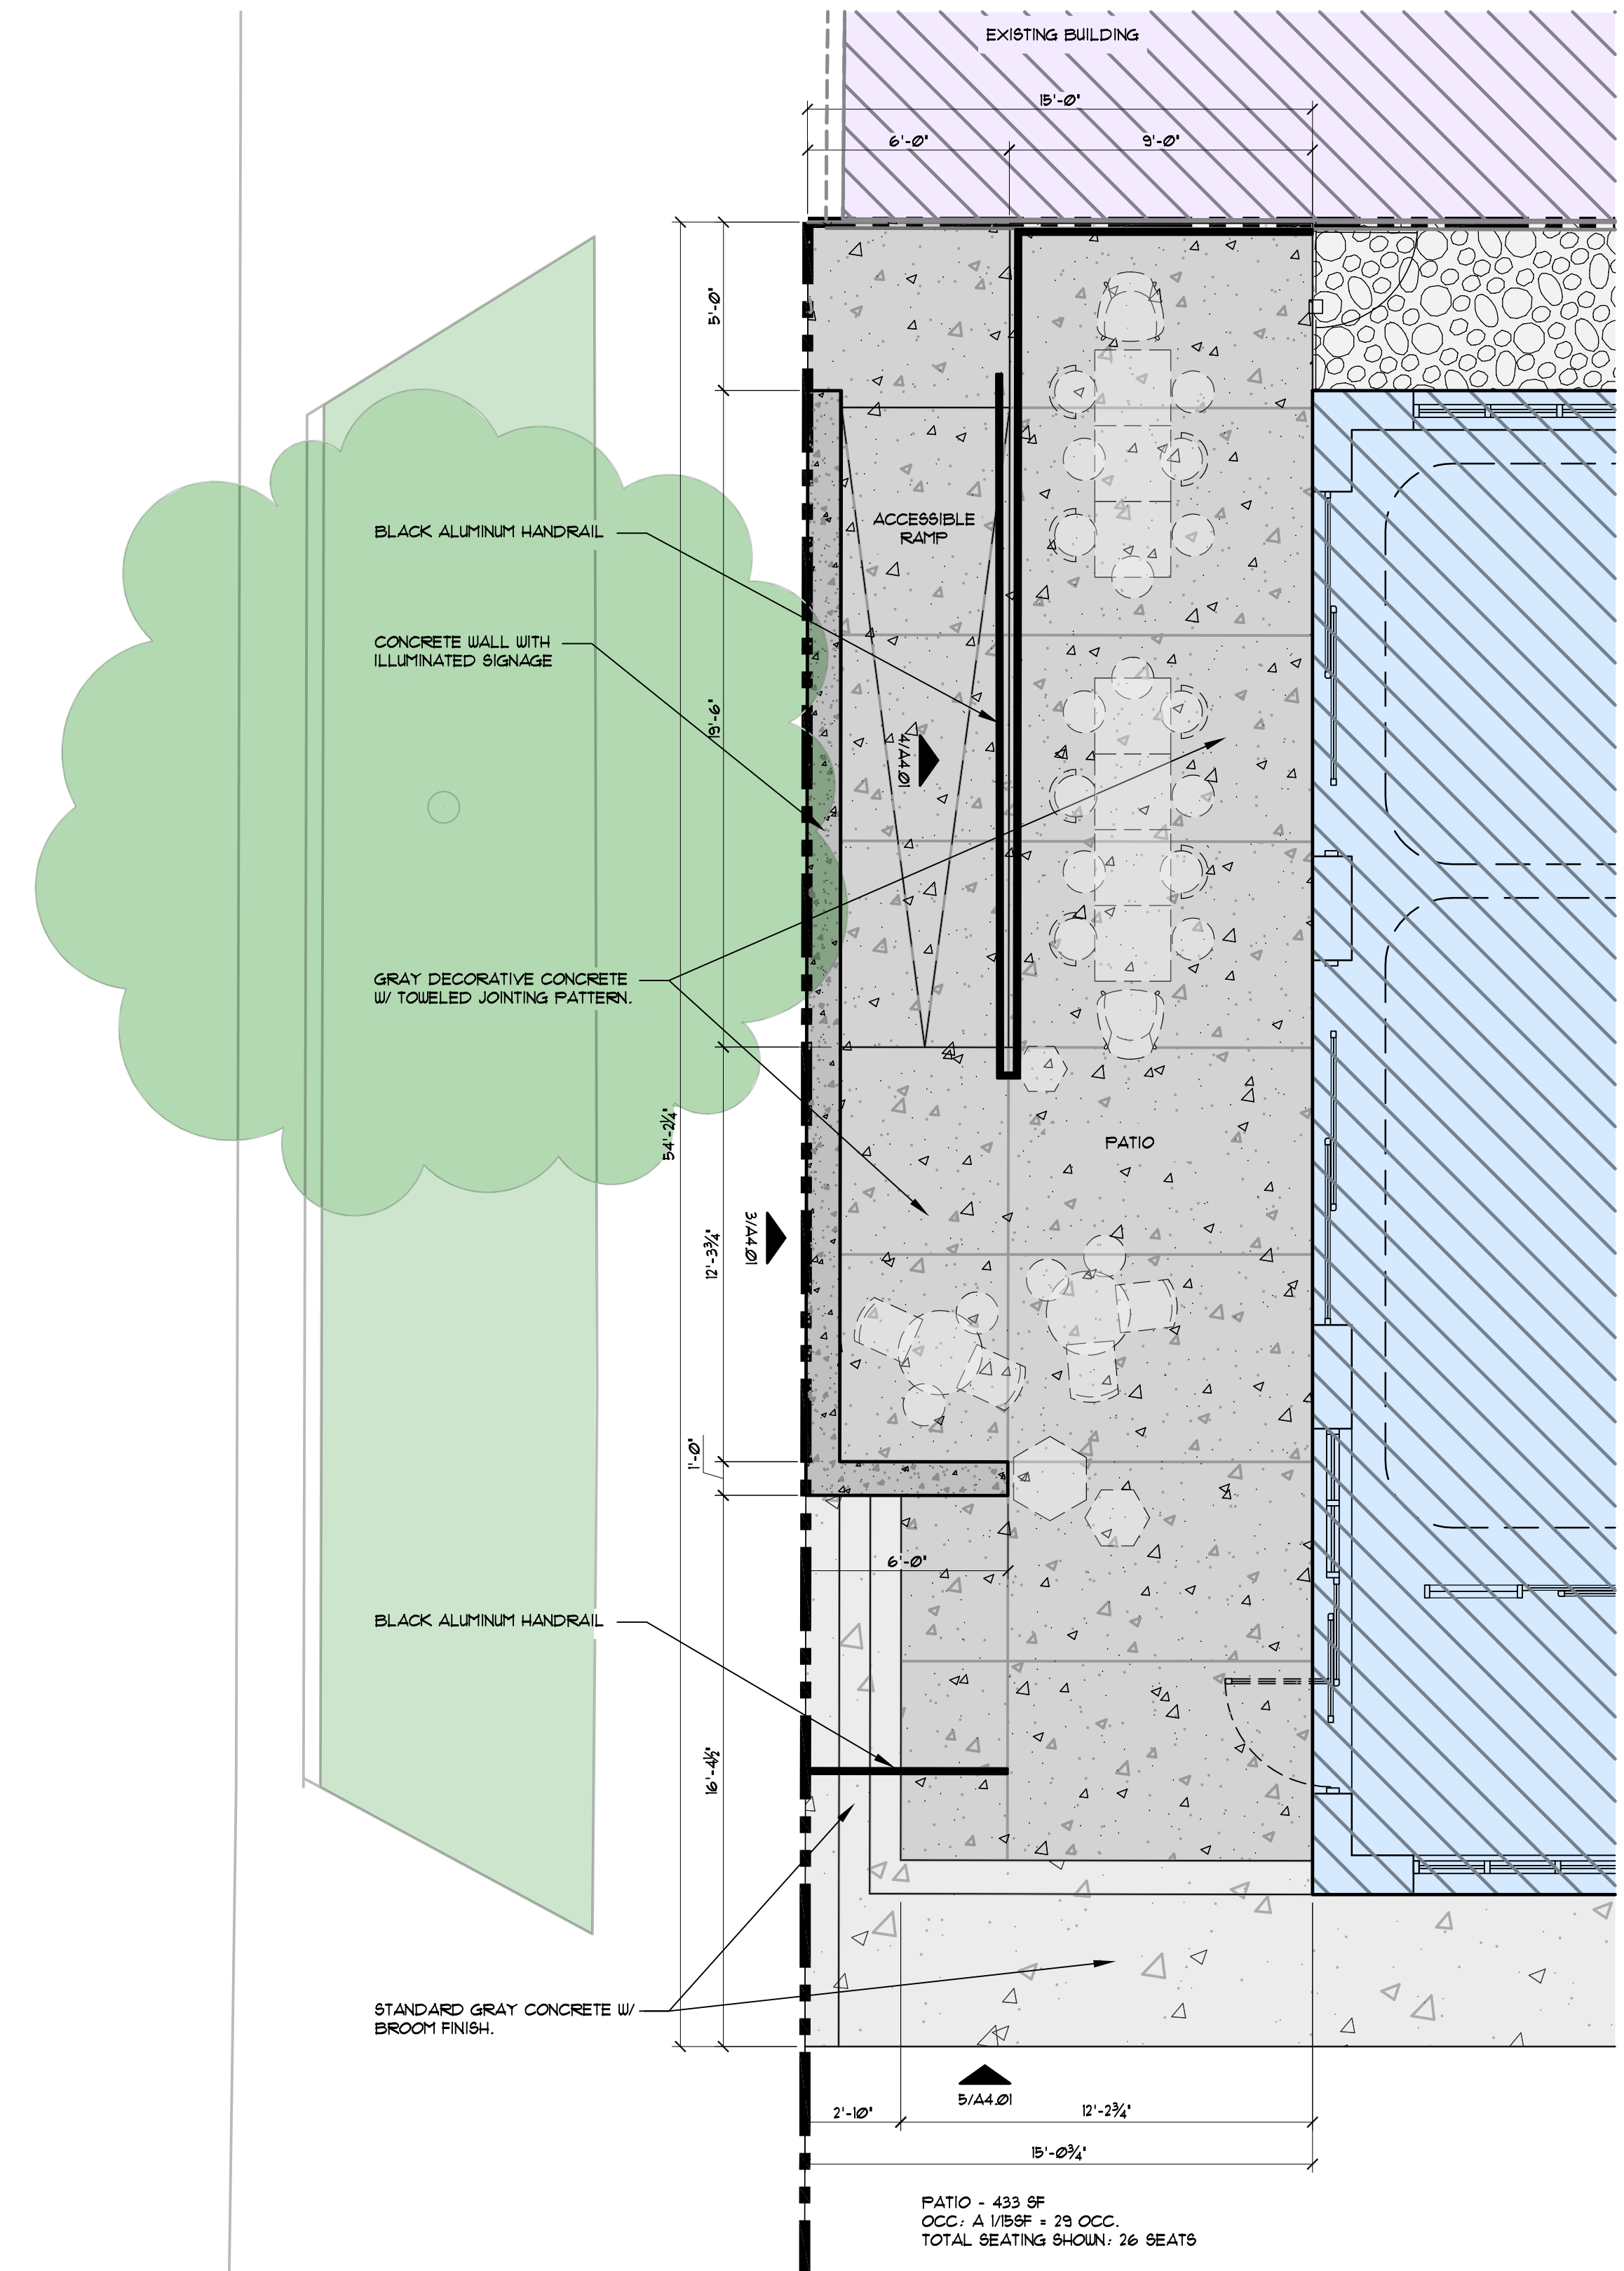 EXISTING BUILDING
15'-0"
6'-0"
9'-0"
5'-0"
BLACK ALUMINUM HANDRAIL
ACCESSIBLE
RAMP
CONCRETE WALL WITH
ILLUMINATED SIGNAGE
19'-6"
4/A4.01
GRAY DECORATIVE CONCRETE
W/ TOWELED JOINTING PATTERN.
54'-2¼"
PATIO
3/A4.01
12'-3¾"
1'-0"
6'-0"
BLACK ALUMINUM HANDRAIL
16'-4½"
STANDARD GRAY CONCRETE W/
BROOM FINISH.
5/A4.01
2'-10"
12'-2¾"
15'-0¾"
PATIO - 433 SF
OCC: A 1/15SF = 29 OCC.
TOTAL SEATING SHOWN: 26 SEATS